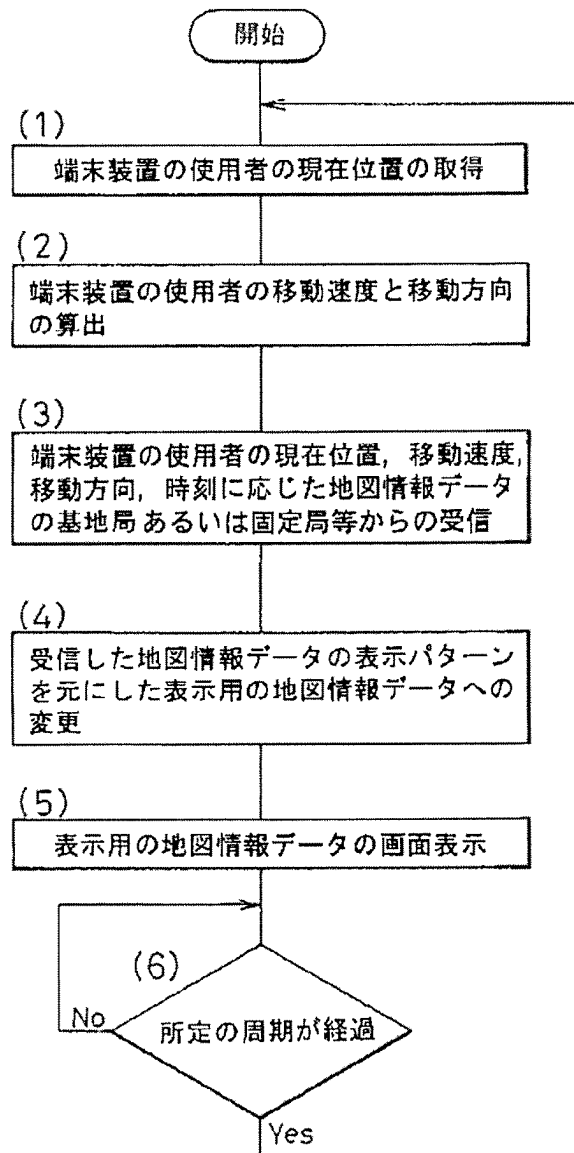 開始
(1)
端末装置の使用者の現在位置の取得
(2)
端末装置の使用者の移動速度と移動方向
の算出
(3)
端末装置の使用者の現在位置，移動速度，
移動方向，時刻に応じた地図情報データ
の基地局あるいは固定局等からの受信
(4)
受信した地図情報データの表示パターン
を元にした表示用の地図情報データへの
変更
(5)
表示用の地図情報データの画面表示
(6)
No
所定の周期が経過
Yes